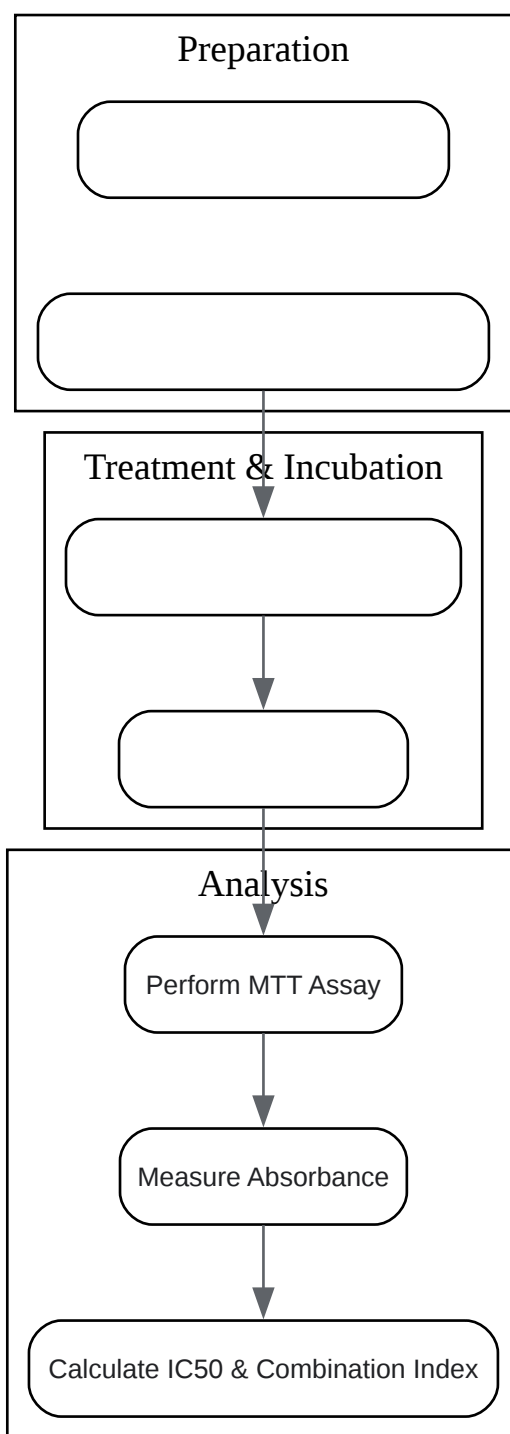 Preparation
Treatment & Incubation
Analysis
Perform MTT Assay
Measure Absorbance
Calculate IC50 & Combination Index